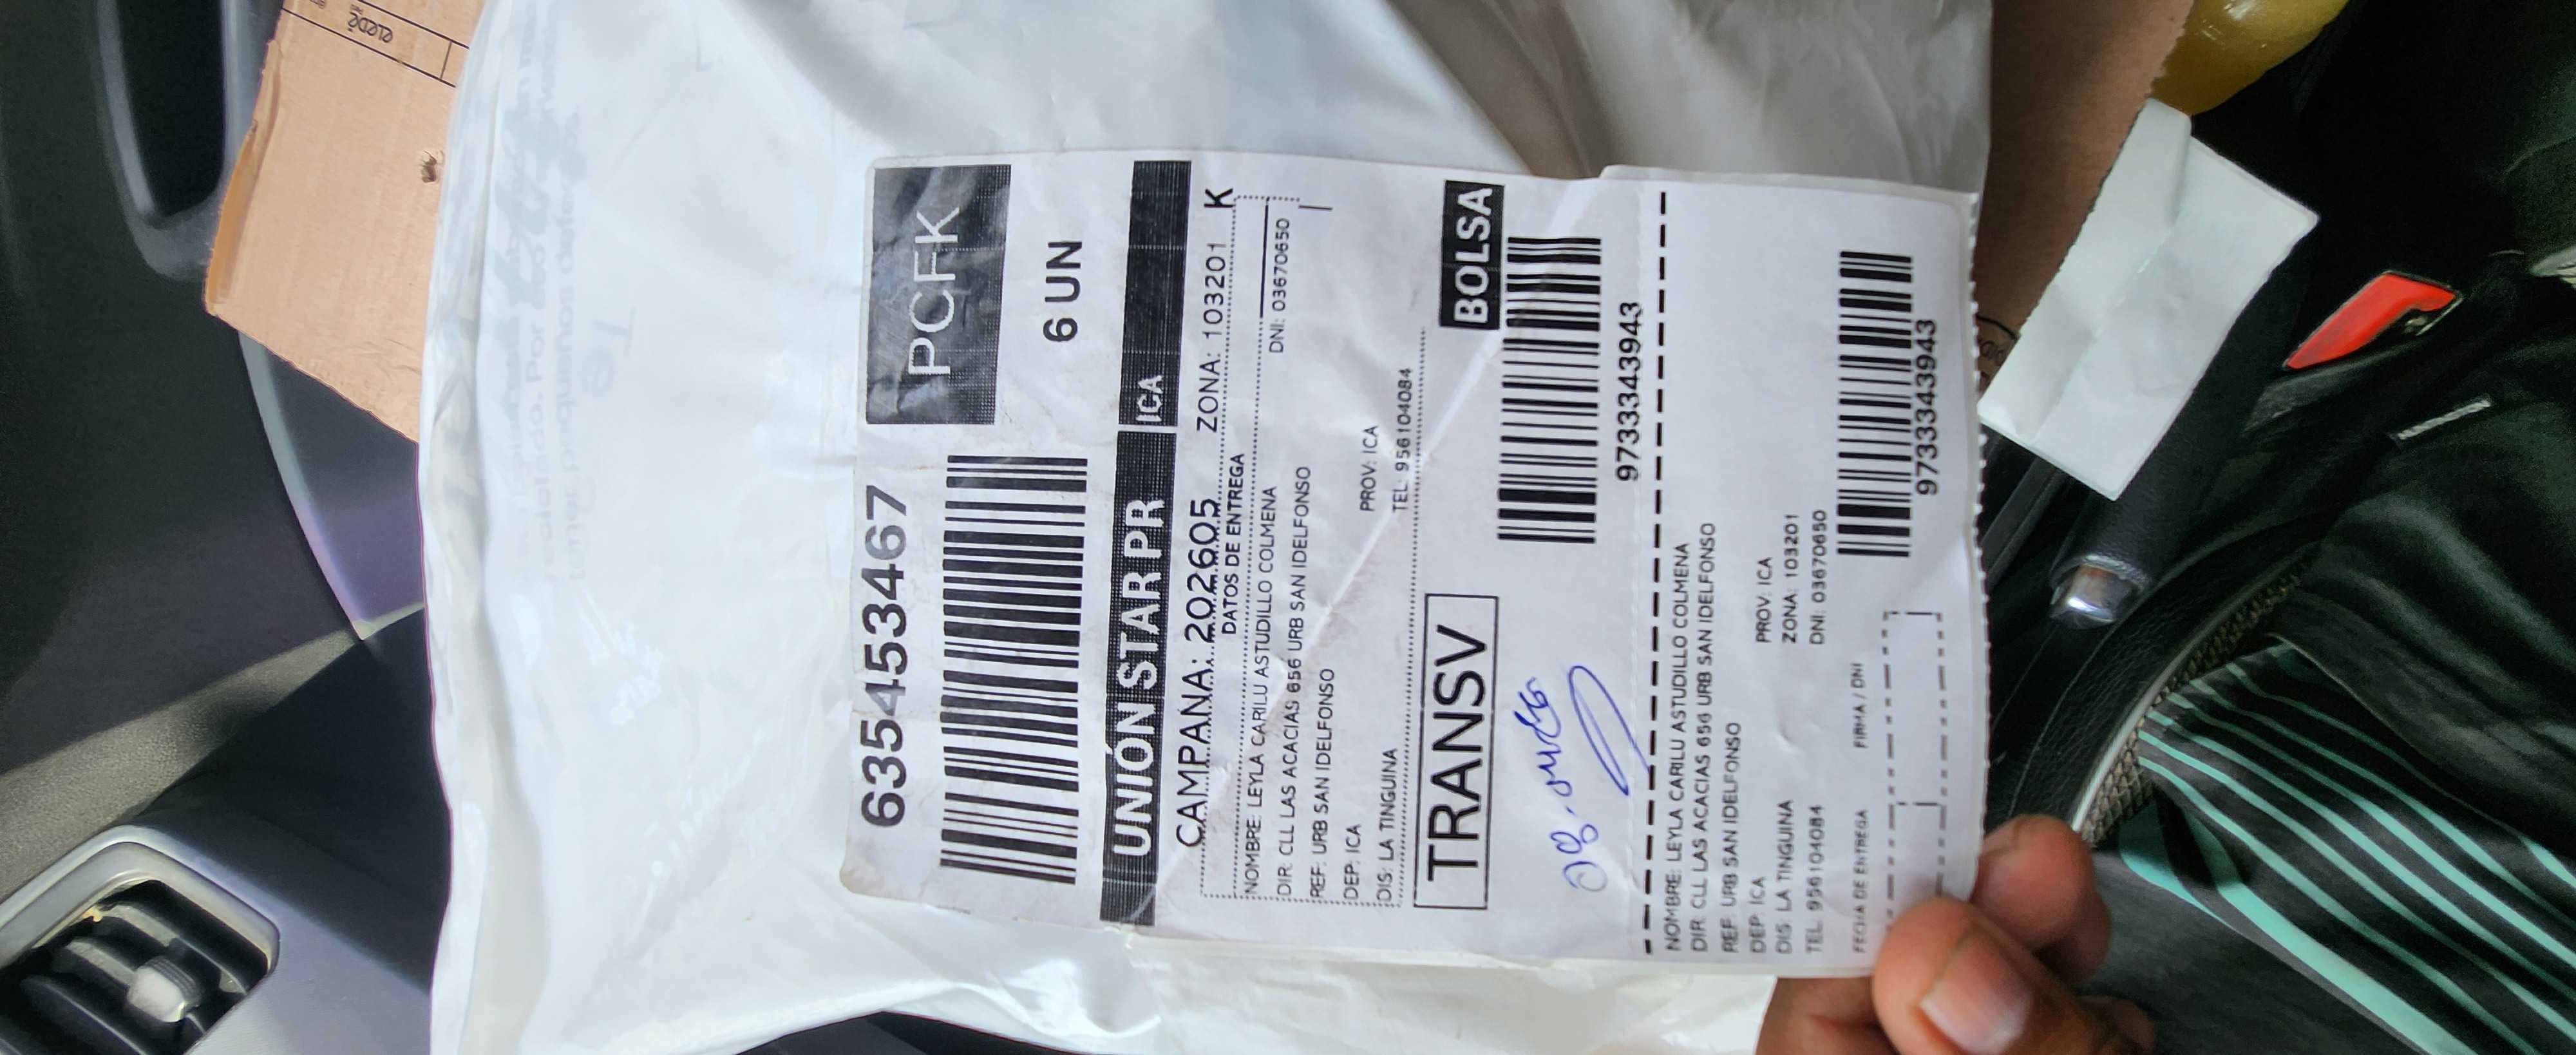 6354534467
PCFK
6 UN
UNIÓN STAR PR ICA
CAMPANA: 202605 ZONA: 103201 K
DATOS DE ENTREGA
NOMBRE: LEYLA CARILU ASTUDILLO COLMENA
DNI: 03670650
DIR: CLL LAS ACACIAS 656 URB SAN IDELFONSO
REF: URB SAN IDELFONSO
DEP: ICA PROV: ICA
DIS: LA TINGUINA TEL: 956104084
TRANSV BOLSA
9733343943
NOMBRE: LEYLA CARILU ASTUDILLO COLMENA
DIR: CLL LAS ACACIAS 656 URB SAN IDELFONSO
REF: URB SAN IDELFONSO
DEP: ICA PROV: ICA
DIS: LA TINGUINA ZONA: 103201
TEL: 956104084 DNI: 03670650
FECHA DE ENTREGA FIRMA / DNI
9733343943